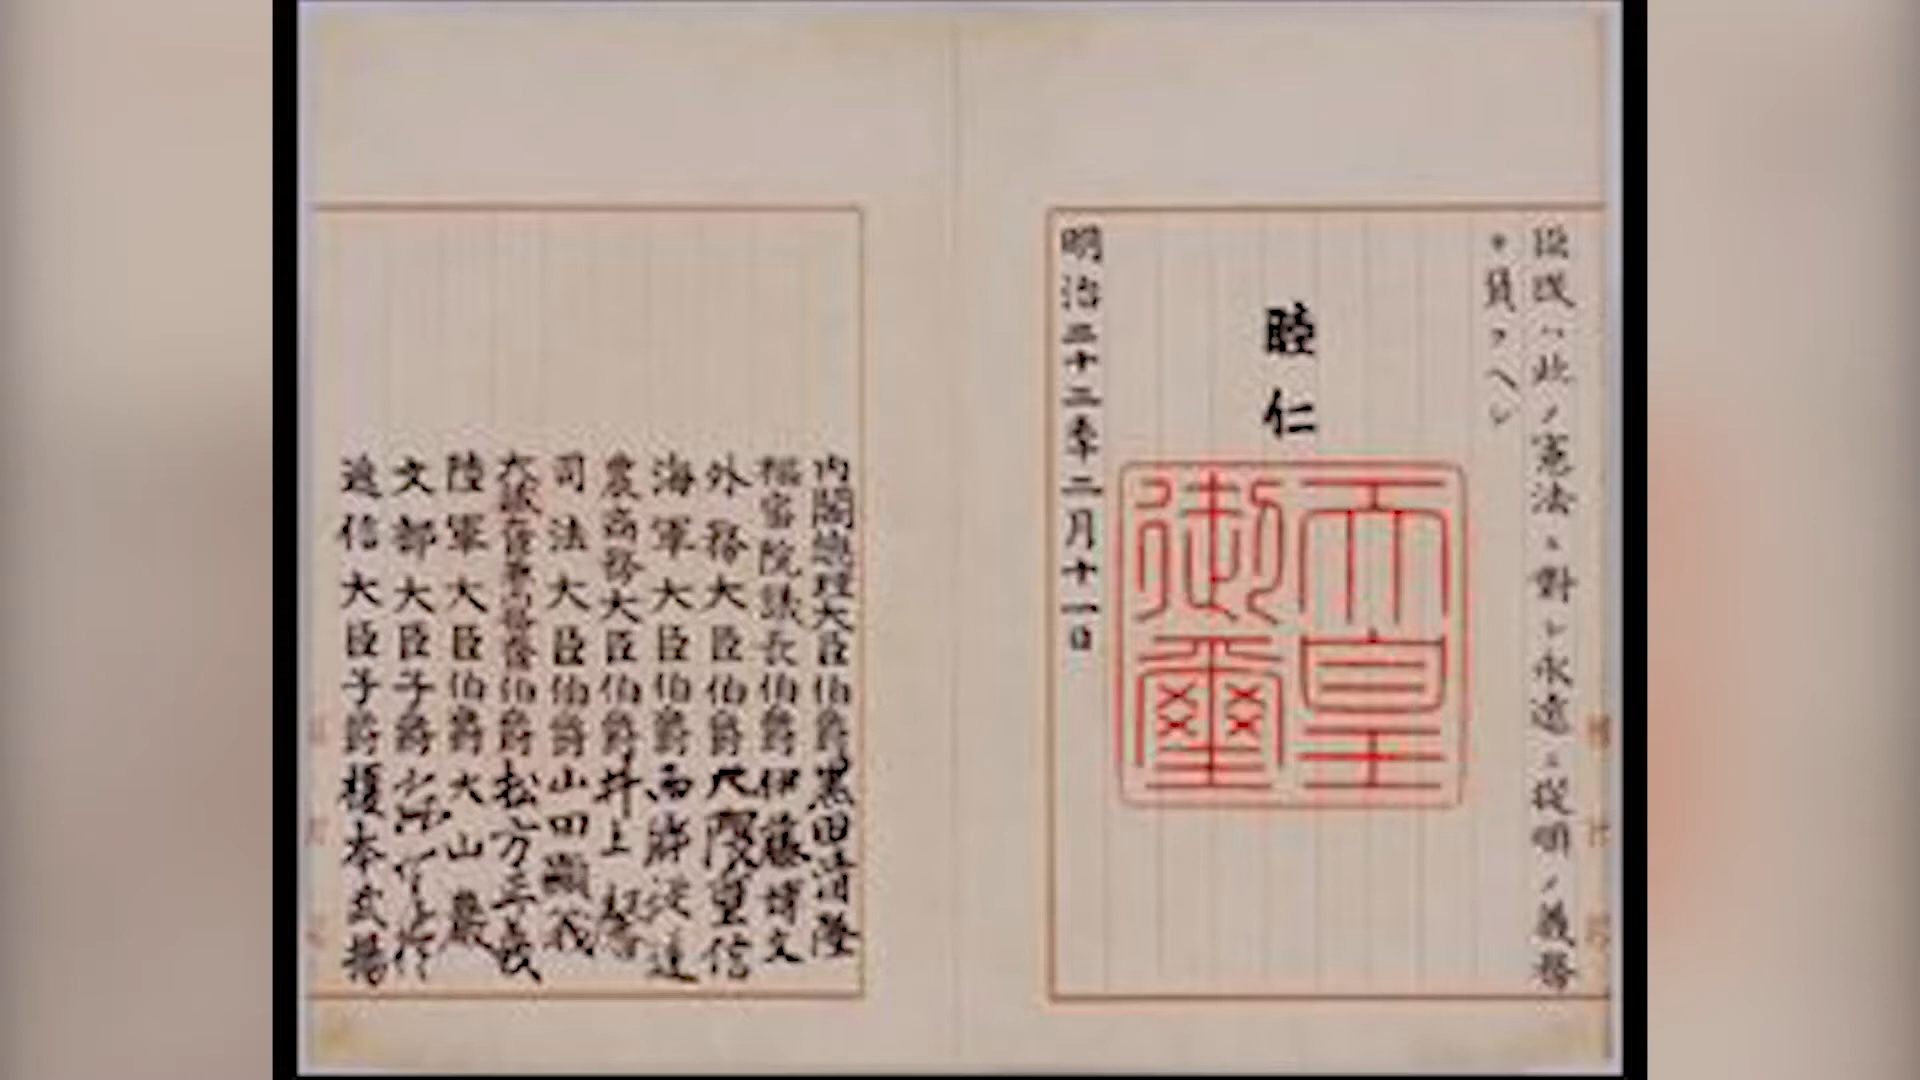 臣民ハ此ノ憲法ニ對シ永遠ニ從順ノ義務
ヲ負フヘシ
睦仁
天皇
御璽
明治二十二年二月十一日
内閣總理大臣伯爵黒田清隆
樞密院議長伯爵伊藤博文
外務大臣伯爵大隈重信
海軍大臣伯爵西郷従道
農商務大臣伯爵井上馨
司法大臣伯爵山田顯義
大藏大臣兼内務大臣伯爵松方正義
陸軍大臣伯爵大山巖
文部大臣子爵森有禮
遞信大臣子爵榎本武揚